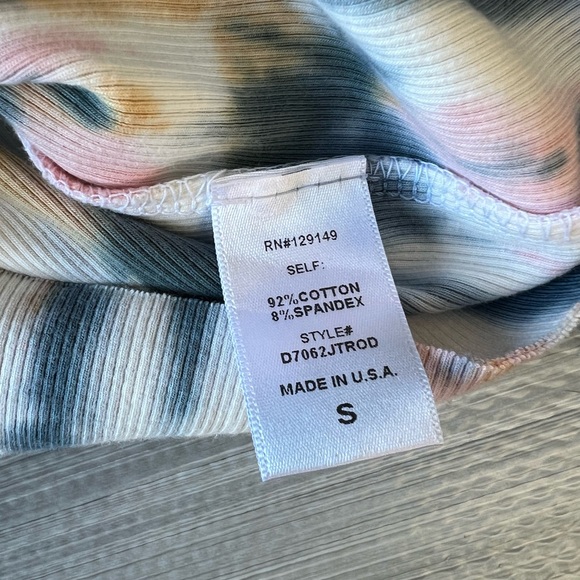 RN#129149
SELF:
92%COTTON
8%SPANDEX
STYLE#
D7062JTROD
MADE IN U.S.A.
S